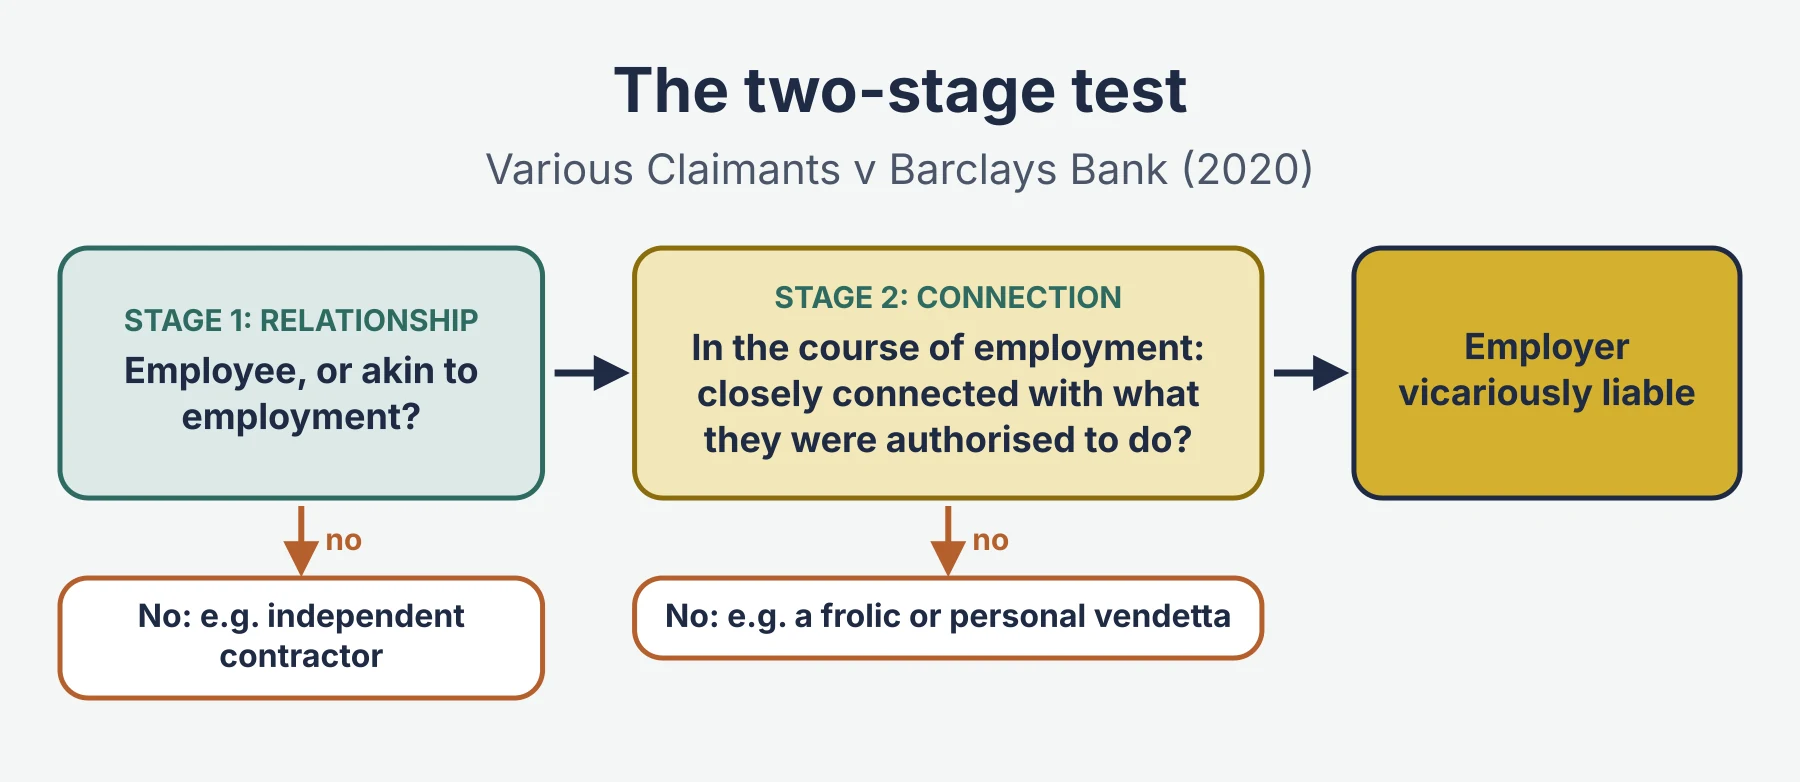 The two-stage test
Various Claimants v Barclays Bank (2020)
STAGE 1: RELATIONSHIP
Employee, or akin to
employment?
STAGE 2: CONNECTION
In the course of employment:
closely connected with what
they were authorised to do?
Employer
vicariously liable
no
no
No: e.g. independent
contractor
No: e.g. a frolic or personal vendetta